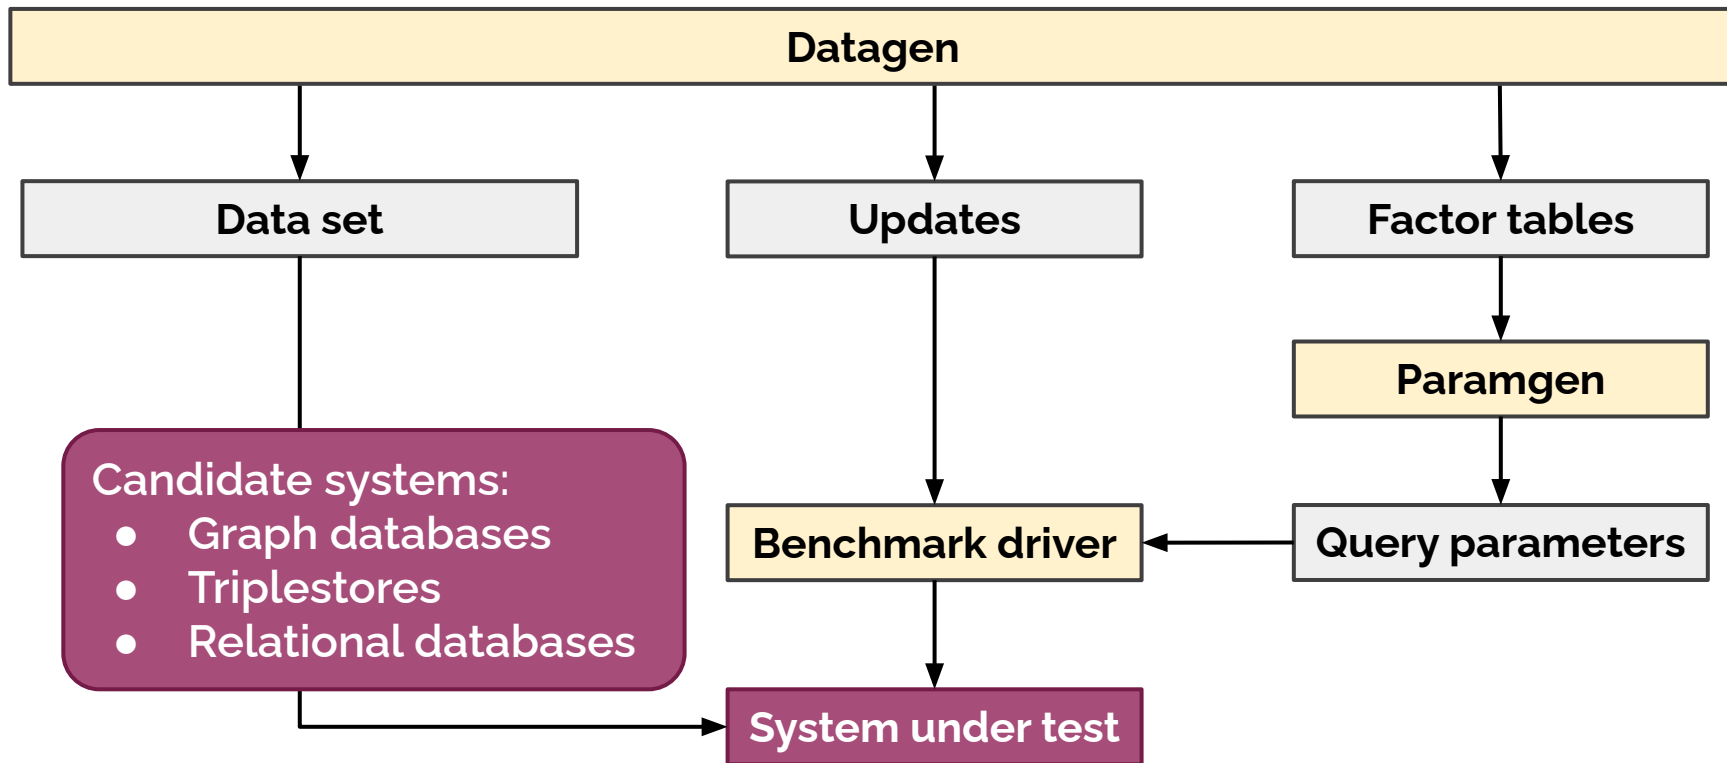 Datagen
Data set
Updates
Factor tables
Paramgen
Candidate systems:
● Graph databases
● Triplestores
● Relational databases
Benchmark driver
Query parameters
System under test